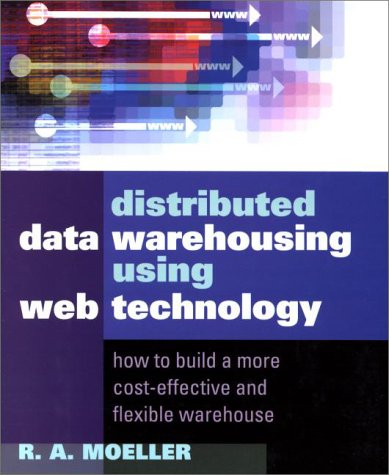 www
www
www
www
distributed
data warehousing
using
web technology
how to build a more
cost-effective and
flexible warehouse
R. A. MOELLER